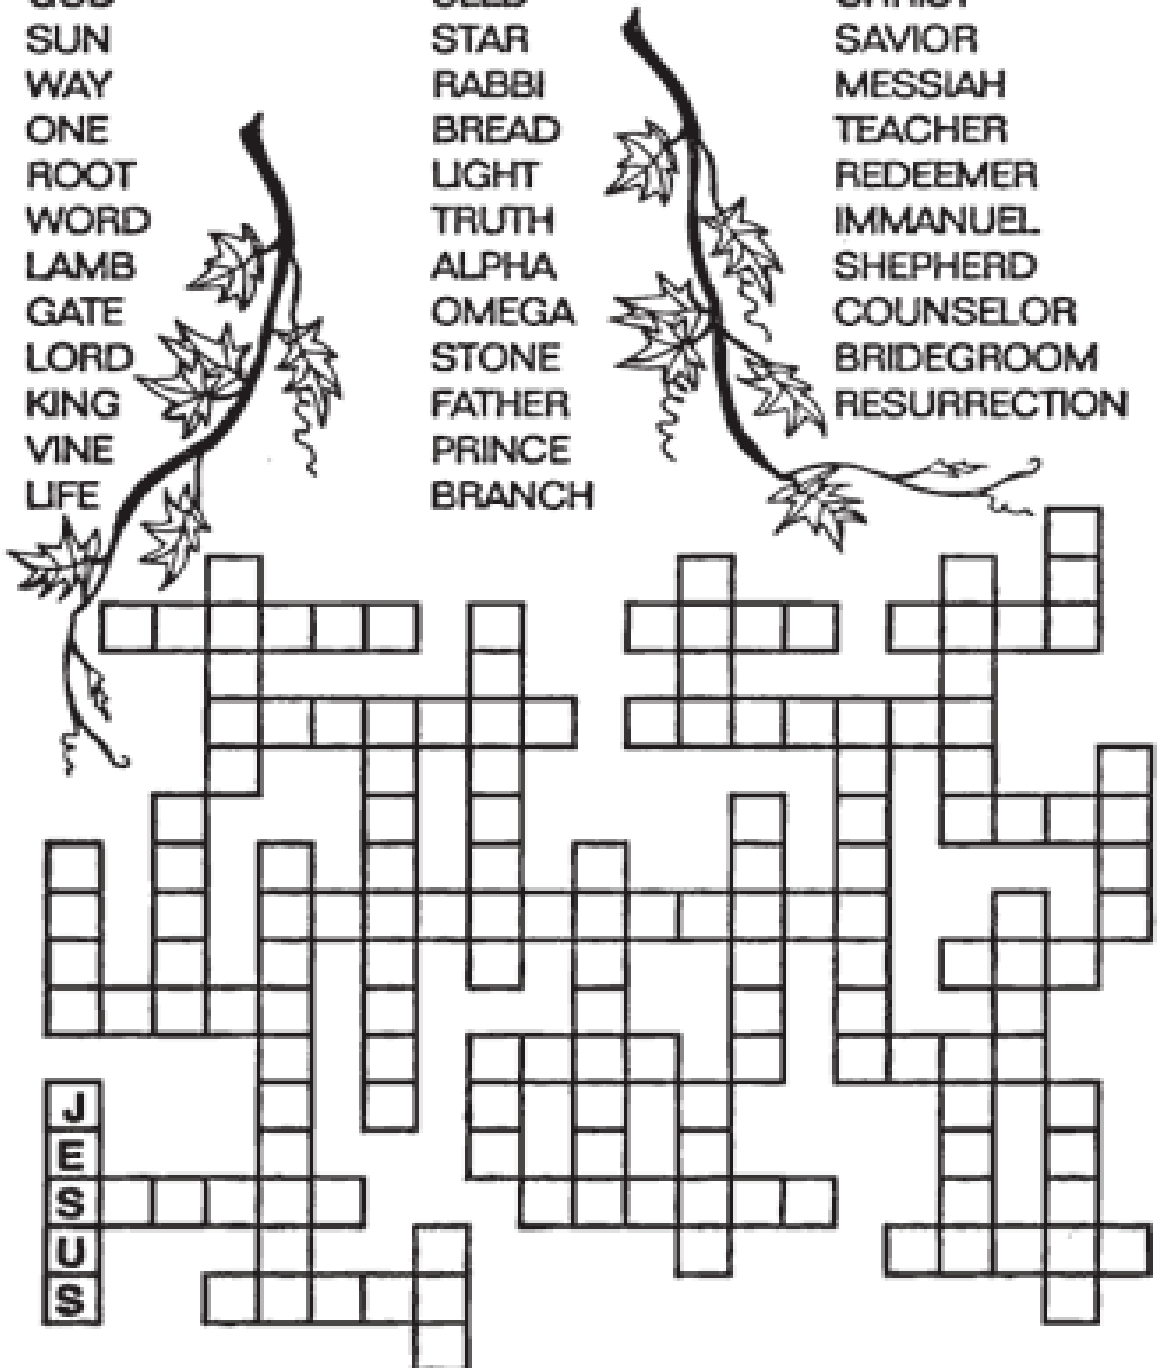 SUN
WAY
ONE
ROOT
WORD
LAMB
GATE
LORD
KING
VINE
LIFE
STAR
RABBI
BREAD
LIGHT
TRUTH
ALPHA
OMEGA
STONE
FATHER
PRINCE
BRANCH
SAVIOR
MESSIAH
TEACHER
REDEEMER
IMMANUEL
SHEPHERD
COUNSELOR
BRIDEGROOM
RESURRECTION
J
E
S
U
S